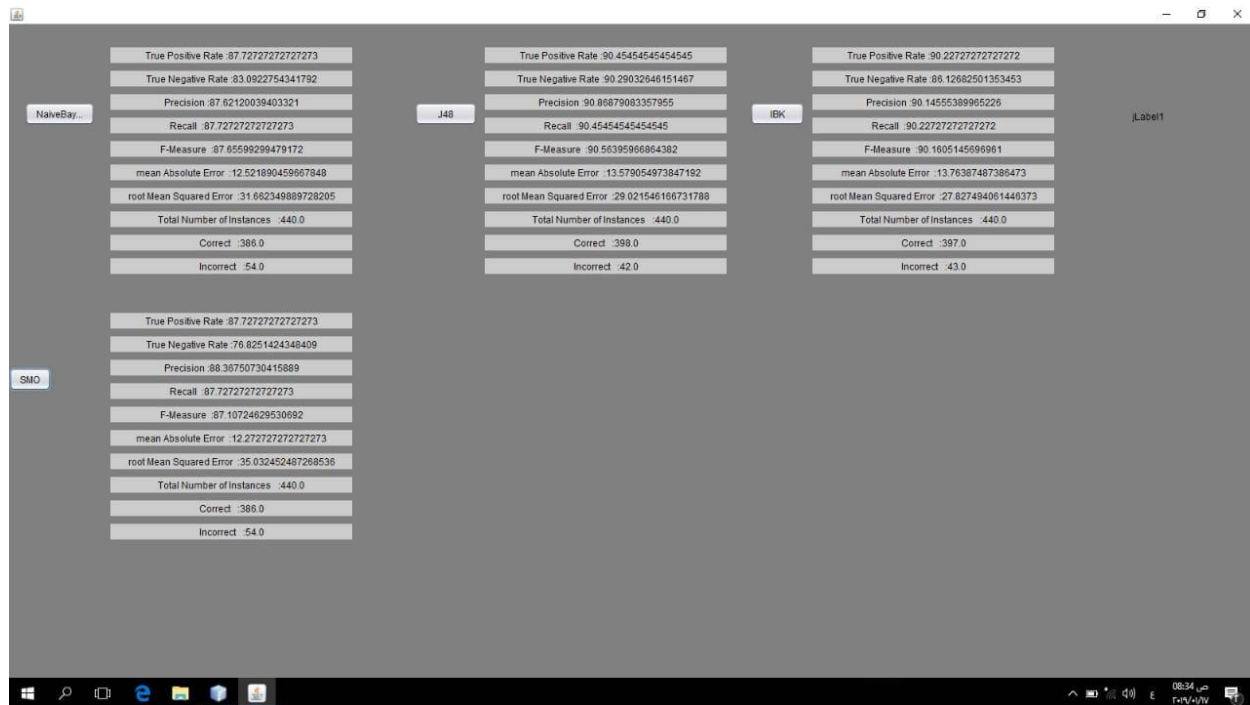 NaiveBay...
True Positive Rate :87.72727272727273
True Negative Rate :83.0922754341792
Precision :87.62120039403321
Recall :87.72727272727273
F-Measure :87.65599299479172
mean Absolute Error :12.521890459667848
root Mean Squared Error :31.662349889728205
Total Number of Instances :440.0
Correct :386.0
Incorrect :54.0
J48
True Positive Rate :90.45454545454545
True Negative Rate :90.29032646151467
Precision :90.86879083357955
Recall :90.45454545454545
F-Measure :90.56395966864382
mean Absolute Error :13.579054973847192
root Mean Squared Error :29.021546166731788
Total Number of Instances :440.0
Correct :398.0
Incorrect :42.0
IBK
True Positive Rate :90.22727272727272
True Negative Rate :86.12682501353453
Precision :90.14555389965226
Recall :90.22727272727272
F-Measure :90.1605145696961
mean Absolute Error :13.76387487386473
root Mean Squared Error :27.827494061446373
Total Number of Instances :440.0
Correct :397.0
Incorrect :43.0
jLabel1
SMO
True Positive Rate :87.72727272727273
True Negative Rate :76.8251424348409
Precision :88.36750730415889
Recall :87.72727272727273
F-Measure :87.10724629530692
mean Absolute Error :12.272727272727273
root Mean Squared Error :35.032452487268536
Total Number of Instances :440.0
Correct :386.0
Incorrect :54.0
ع
08:34 ص
٢٠١٩/٠١/١٧